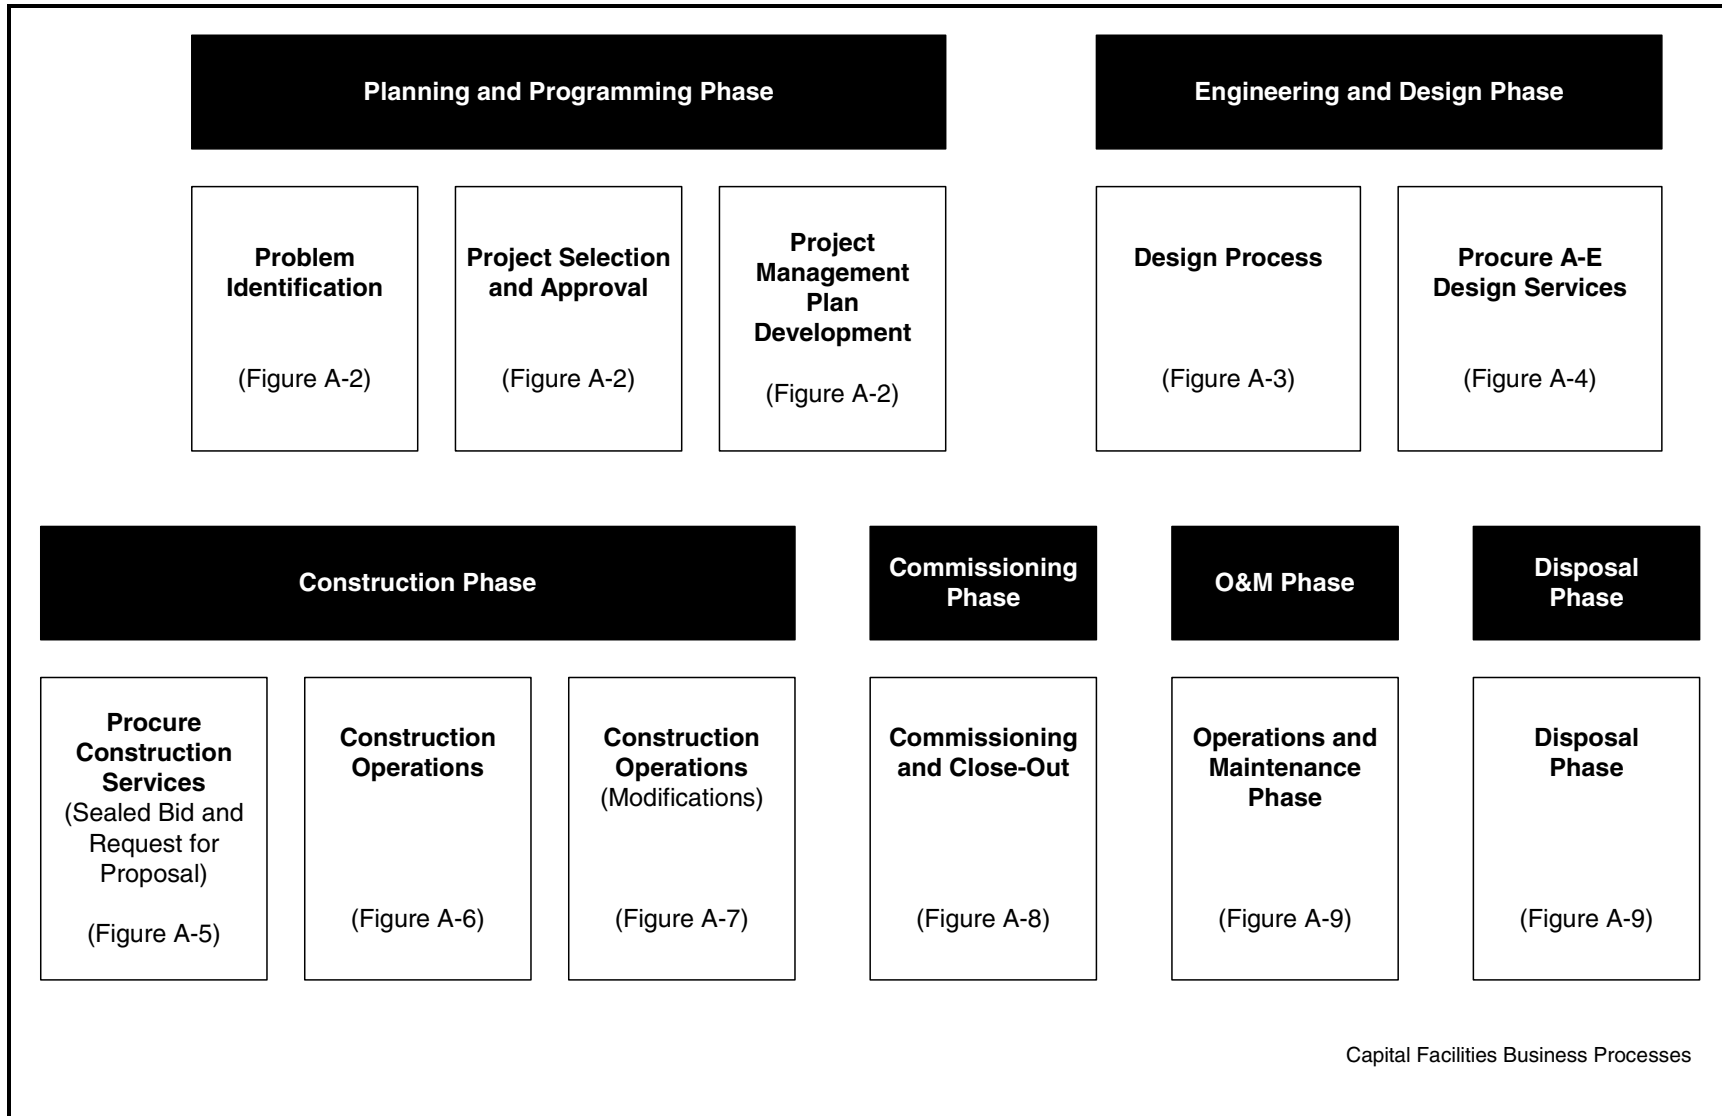 Planning and Programming Phase
Engineering and Design Phase
Problem
Identification
(Figure A-2)
Project Selection
and Approval
(Figure A-2)
Project
Management
Plan
Development
(Figure A-2)
Design Process
(Figure A-3)
Procure A-E
Design Services
(Figure A-4)
Construction Phase
Commissioning
Phase
O&M Phase
Disposal
Phase
Procure
Construction
Services
(Sealed Bid and
Request for
Proposal)
(Figure A-5)
Construction
Operations
(Figure A-6)
Construction
Operations
(Modifications)
(Figure A-7)
Commissioning
and Close-Out
(Figure A-8)
Operations and
Maintenance
Phase
(Figure A-9)
Disposal
Phase
(Figure A-9)
Capital Facilities Business Processes